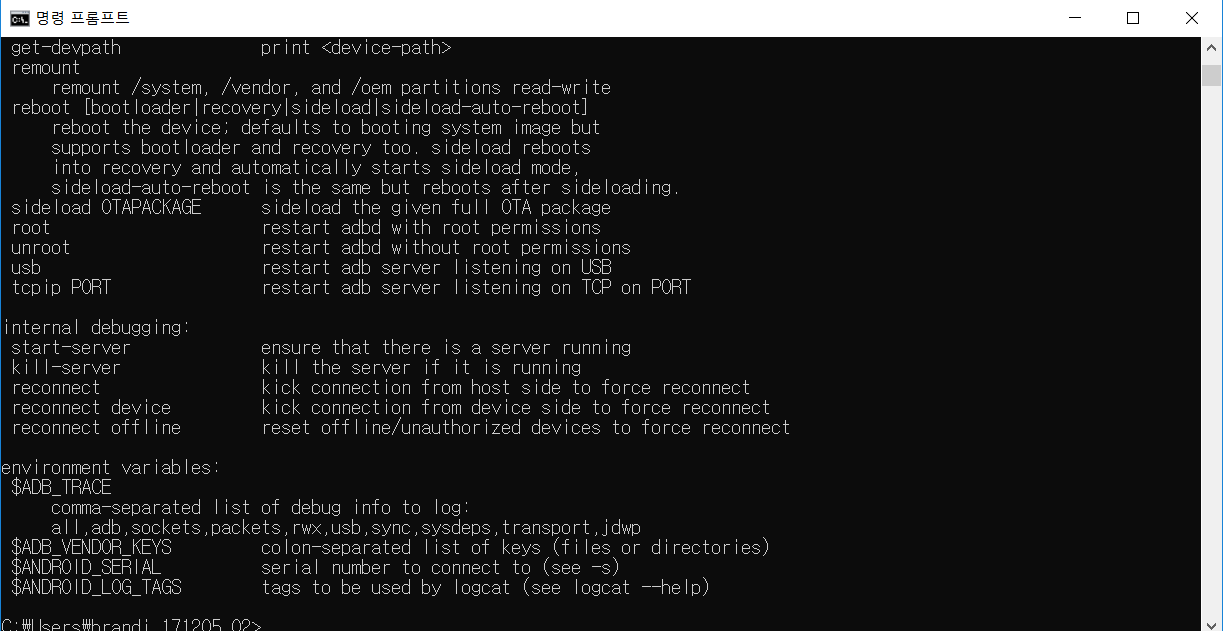 명령 프롬프트
get-devpath print <device-path>
remount
remount /system, /vendor, and /oem partitions read-write
reboot [bootloader|recovery|sideload|sideload-auto-reboot]
reboot the device; defaults to booting system image but
supports bootloader and recovery too. sideload reboots
into recovery and automatically starts sideload mode,
sideload-auto-reboot is the same but reboots after sideloading.
sideload OTAPACKAGE sideload the given full OTA package
root restart adbd with root permissions
unroot restart adbd without root permissions
usb restart adb server listening on USB
tcpip PORT restart adb server listening on TCP on PORT
internal debugging:
start-server ensure that there is a server running
kill-server kill the server if it is running
reconnect kick connection from host side to force reconnect
reconnect device kick connection from device side to force reconnect
reconnect offline reset offline/unauthorized devices to force reconnect
environment variables:
$ADB_TRACE
comma-separated list of debug info to log:
all,adb,sockets,packets,rwx,usb,sync,sysdeps,transport,jdwp
$ADB_VENDOR_KEYS colon-separated list of keys (files or directories)
$ANDROID_SERIAL serial number to connect to (see -s)
$ANDROID_LOG_TAGS tags to be used by logcat (see logcat --help)
C:₩Users₩brandi_171205_02>